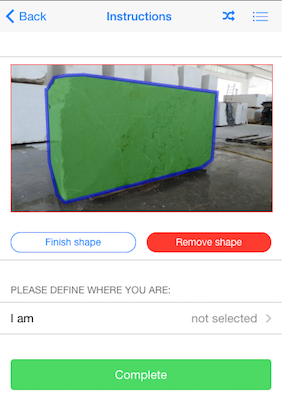 Back
Instructions
Finish shape
Remove shape
PLEASE DEFINE WHERE YOU ARE:
I am
not selected
Complete